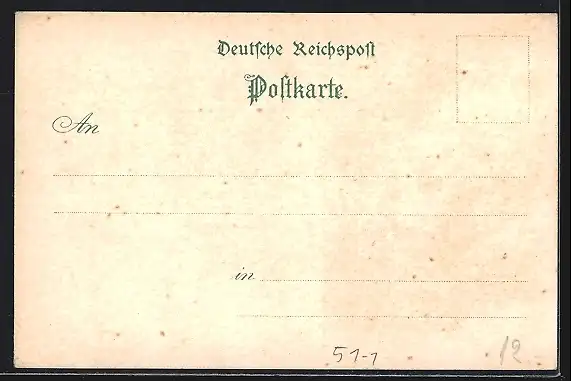 Deutsche Reichspost
Postkarte.
An
in
51-1
12